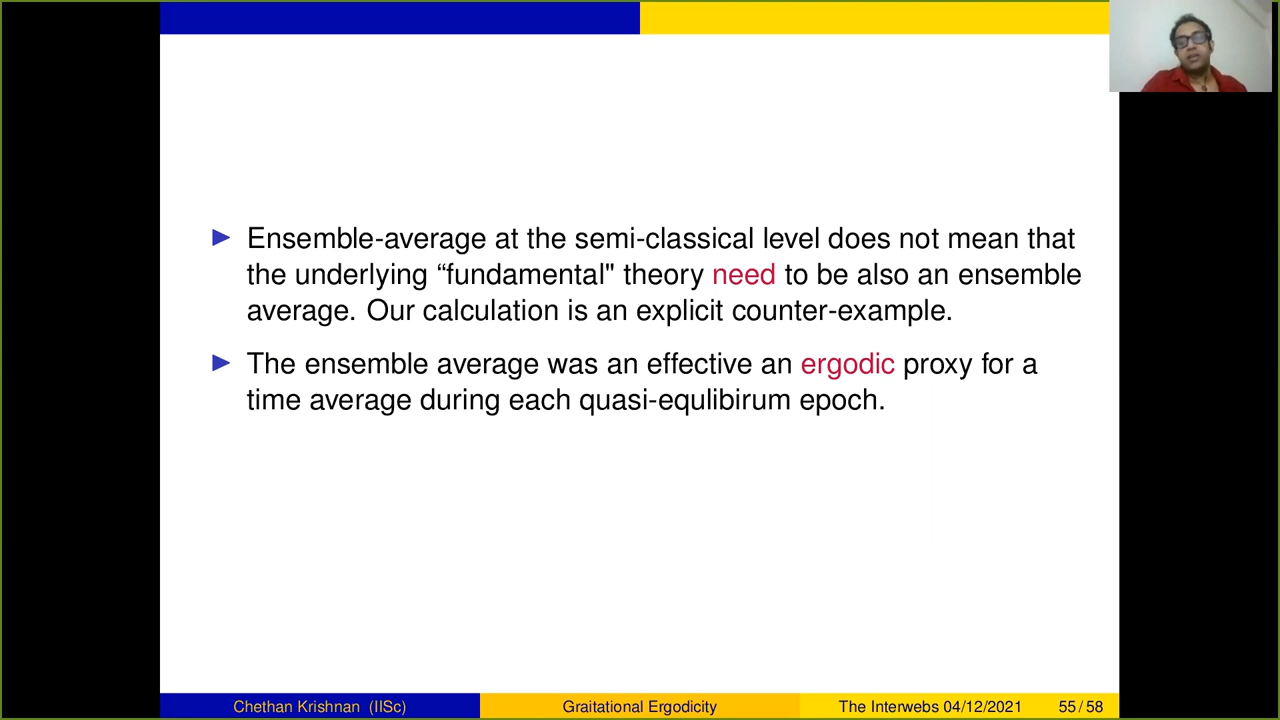 Ensemble-average at the semi-classical level does not mean that
the underlying “fundamental" theory need to be also an ensemble
average. Our calculation is an explicit counter-example.
The ensemble average was an effective an ergodic proxy for a
time average during each quasi-equlibirum epoch.
Chethan Krishnan (IISc) Graitational Ergodicity The Interwebs 04/12/2021 55/58